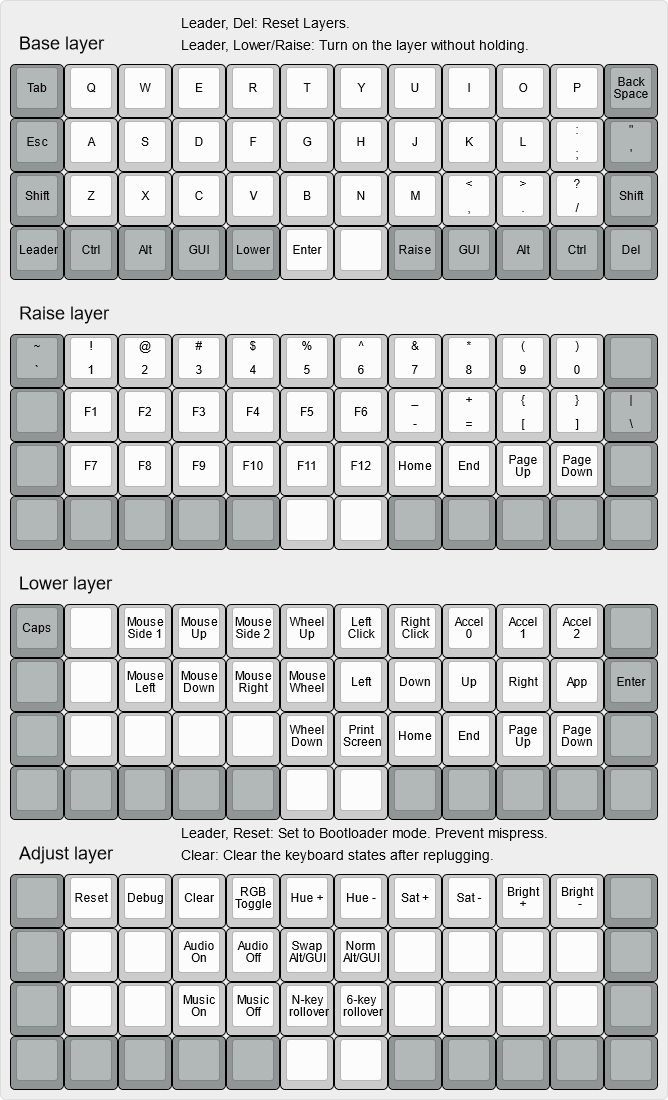 Leader, Del: Reset Layers.
Base layer
Leader, Lower/Raise: Turn on the layer without holding.
Tab Q W E R T Y U I O P Back Space
Esc A S D F G H J K L : ; " '
Shift Z X C V B N M < , > . ? / Shift
Leader Ctrl Alt GUI Lower Enter Raise GUI Alt Ctrl Del
Raise layer
~ ` ! 1 @ 2 # 3 $ 4 % 5 ^ 6 & 7 * 8 ( 9 ) 0
F1 F2 F3 F4 F5 F6 _ - + = { [ } ] | \
F7 F8 F9 F10 F11 F12 Home End Page Up Page Down
Lower layer
Caps Mouse Side 1 Mouse Up Mouse Side 2 Wheel Up Left Click Right Click Accel 0 Accel 1 Accel 2
Mouse Left Mouse Down Mouse Right Mouse Wheel Left Down Up Right App Enter
Wheel Down Print Screen Home End Page Up Page Down
Leader, Reset: Set to Bootloader mode. Prevent mispress.
Adjust layer
Clear: Clear the keyboard states after replugging.
Reset Debug Clear RGB Toggle Hue + Hue - Sat + Sat - Bright + Bright -
Audio On Audio Off Swap Alt/GUI Norm Alt/GUI
Music On Music Off N-key rollover 6-key rollover